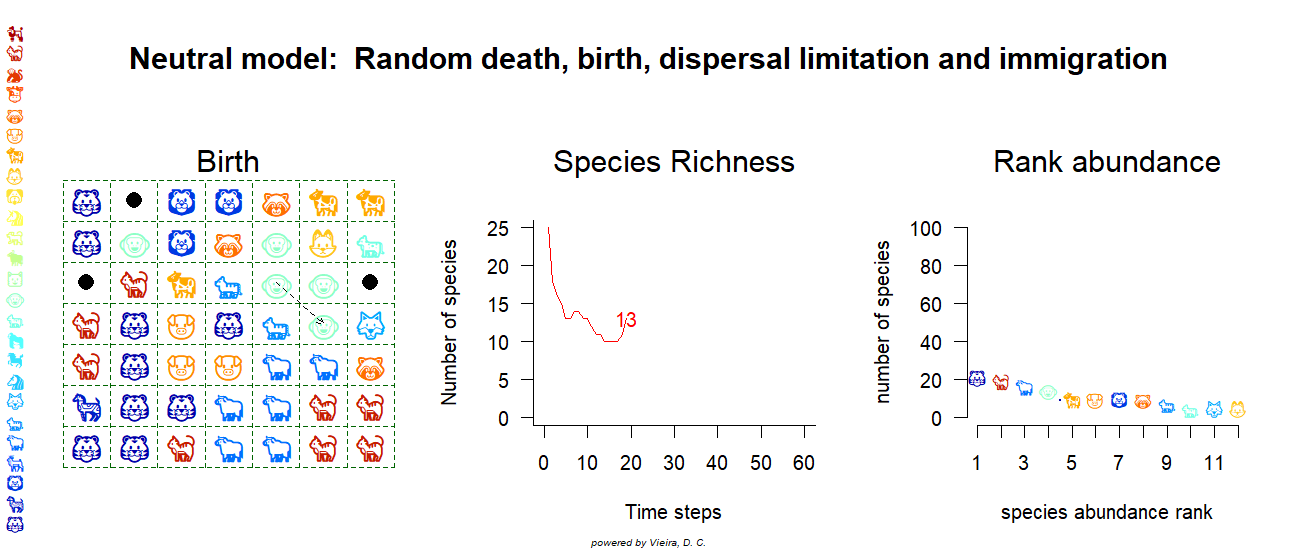 Neutral model:  Random death, birth, dispersal limitation and immigration
Birth
Species Richness
Number of species
25
20
15
10
5
0
13
0 10 20 30 40 50 60
Time steps
Rank abundance
number of species
100
80
60
40
20
0
1 3 5 7 9 11
species abundance rank
powered by Vieira, D. C.